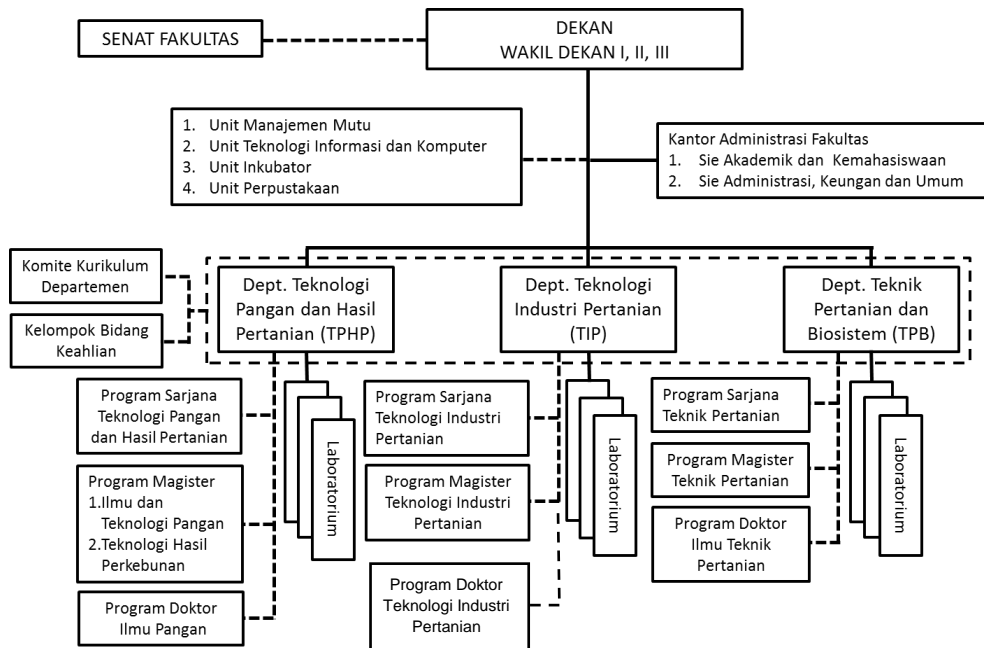 SENAT FAKULTAS
DEKAN
WAKIL DEKAN I, II, III
1. Unit Manajemen Mutu
2. Unit Teknologi Informasi dan Komputer
3. Unit Inkubator
4. Unit Perpustakaan
Kantor Administrasi Fakultas
1. Sie Akademik dan Kemahasiswaan
2. Sie Administrasi, Keungan dan Umum
Komite Kurikulum
Departemen
Kelompok Bidang
Keahlian
Dept. Teknologi
Pangan dan Hasil
Pertanian (TPHP)
Dept. Teknologi
Industri Pertanian
(TIP)
Dept. Teknik
Pertanian dan
Biosistem (TPB)
Program Sarjana
Teknologi Pangan
dan Hasil Pertanian
Program Magister
1.Ilmu dan
Teknologi Pangan
2.Teknologi Hasil
Perkebunan
Program Doktor
Ilmu Pangan
Laboratorium
Program Sarjana
Teknologi Industri
Pertanian
Program Magister
Teknologi Industri
Pertanian
Program Doktor
Teknologi Industri
Pertanian
Laboratorium
Program Sarjana
Teknik Pertanian
Program Magister
Teknik Pertanian
Program Doktor
Ilmu Teknik
Pertanian
Laboratorium